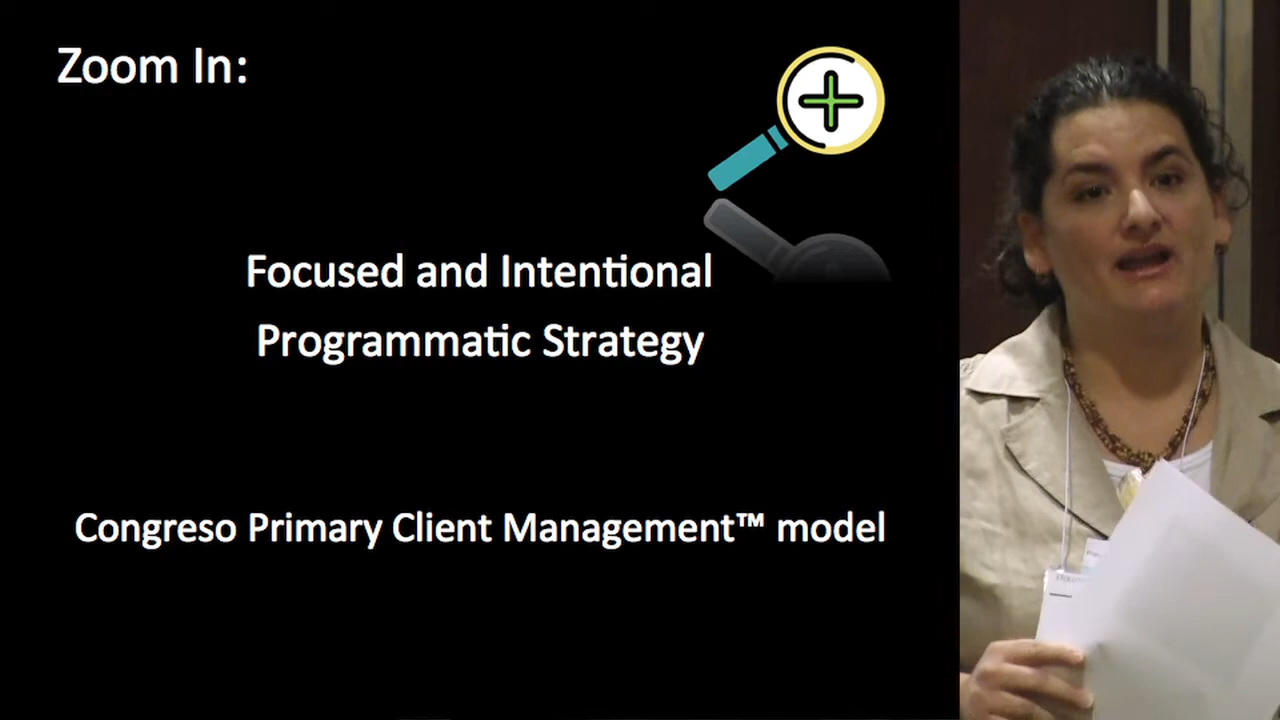 Zoom In:
Focused and Intentional
Programmatic Strategy
Congreso Primary Client Management™ model